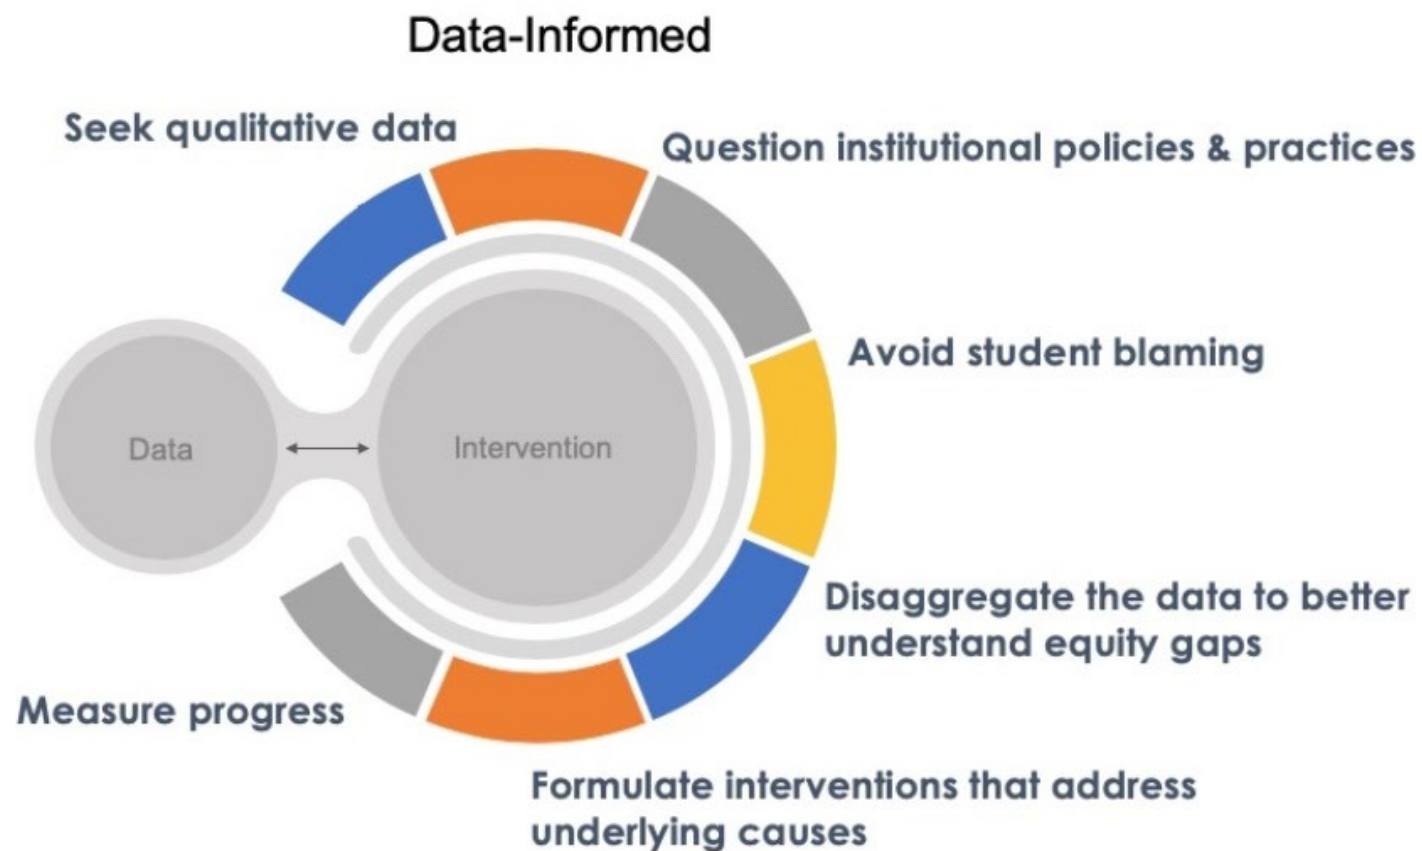 Data-Informed
Seek qualitative data
Question institutional policies & practices
Avoid student blaming
Data
Intervention
Disaggregate the data to better
understand equity gaps
Measure progress
Formulate interventions that address
underlying causes